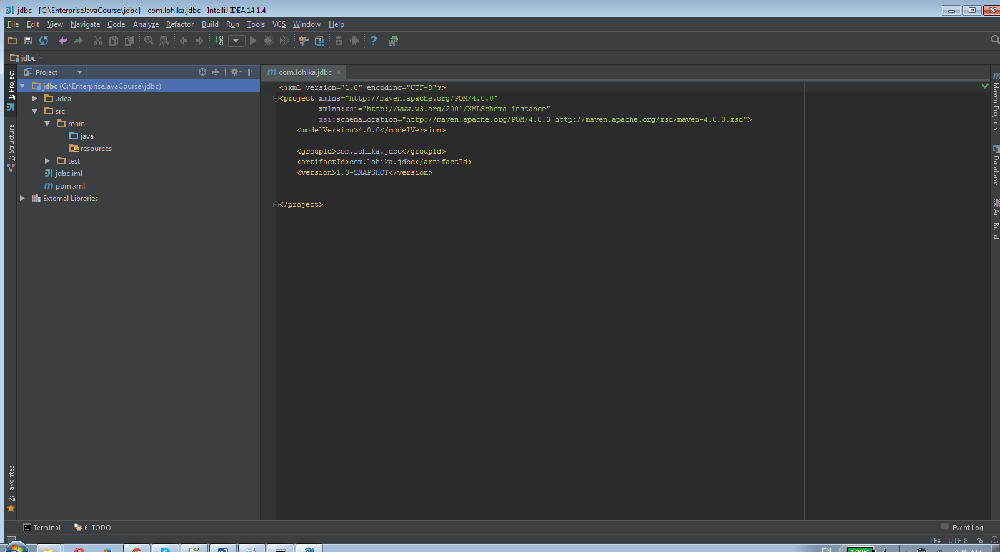 jdbc - [C:\EnterpriseJavaCourse\jdbc] - com.lohika.jdbc - IntelliJ IDEA 14.1.4
File Edit View Navigate Code Analyze Refactor Build Run Tools VCS Window Help
jdbc
Project
com.lohika.jdbc
1: Project
7: Structure
2: Favorites
jdbc (C:\EnterpriseJavaCourse\jdbc)
.idea
src
main
java
resources
test
jdbc.iml
pom.xml
External Libraries
<?xml version="1.0" encoding="UTF-8"?>
<project xmlns="http://maven.apache.org/POM/4.0.0"
xmlns:xsi="http://www.w3.org/2001/XMLSchema-instance"
xsi:schemaLocation="http://maven.apache.org/POM/4.0.0 http://maven.apache.org/xsd/maven-4.0.0.xsd">
<modelVersion>4.0.0</modelVersion>
<groupId>com.lohika.jdbc</groupId>
<artifactId>com.lohika.jdbc</artifactId>
<version>1.0-SNAPSHOT</version>
</project>
Maven Projects
Database
Ant Build
Terminal
6: TODO
Event Log
LF UTF-8
EN
100%